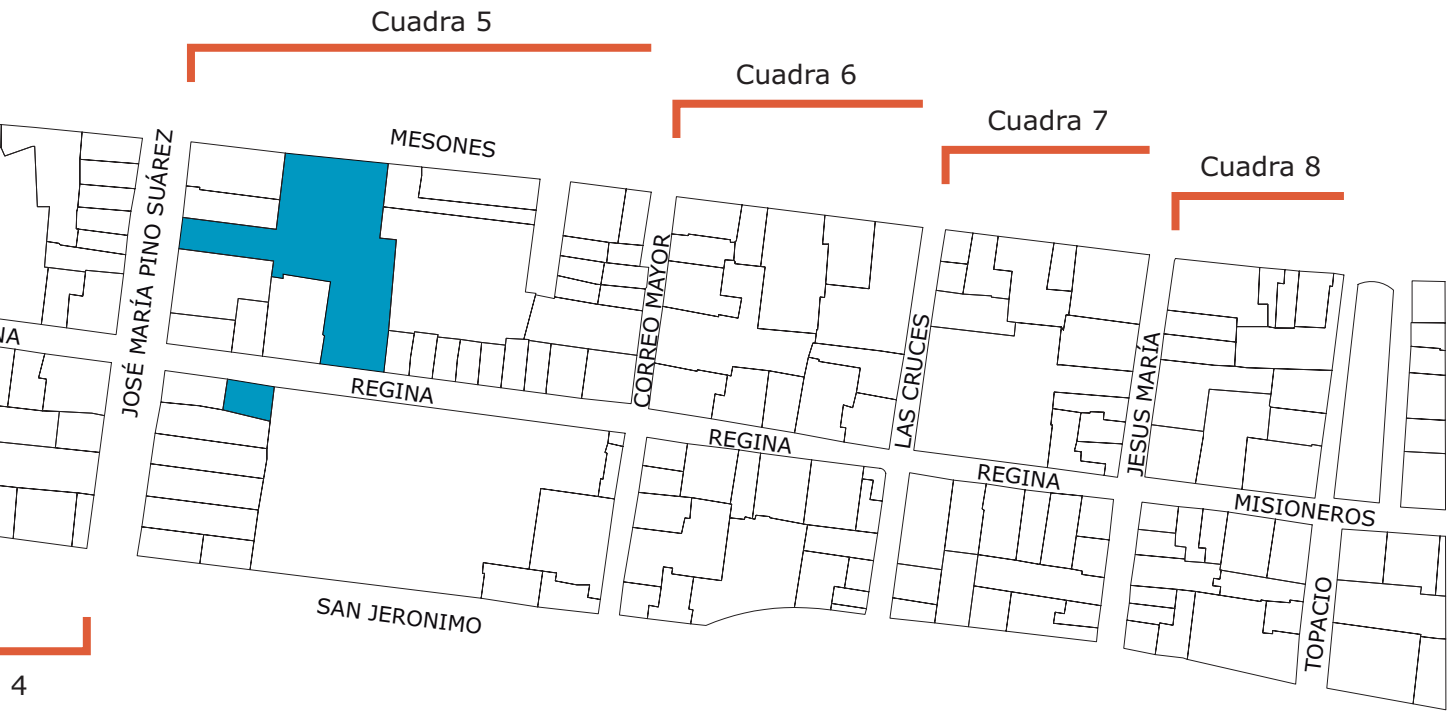 Cuadra 5
Cuadra 6
Cuadra 7
Cuadra 8
MESONES
JOSÉ MARÍA PINO SUÁREZ
CORREO MAYOR
LAS CRUCES
JESUS MARÍA
NA
REGINA
REGINA
REGINA
MISIONEROS
SAN JERONIMO
TOPACIO
4